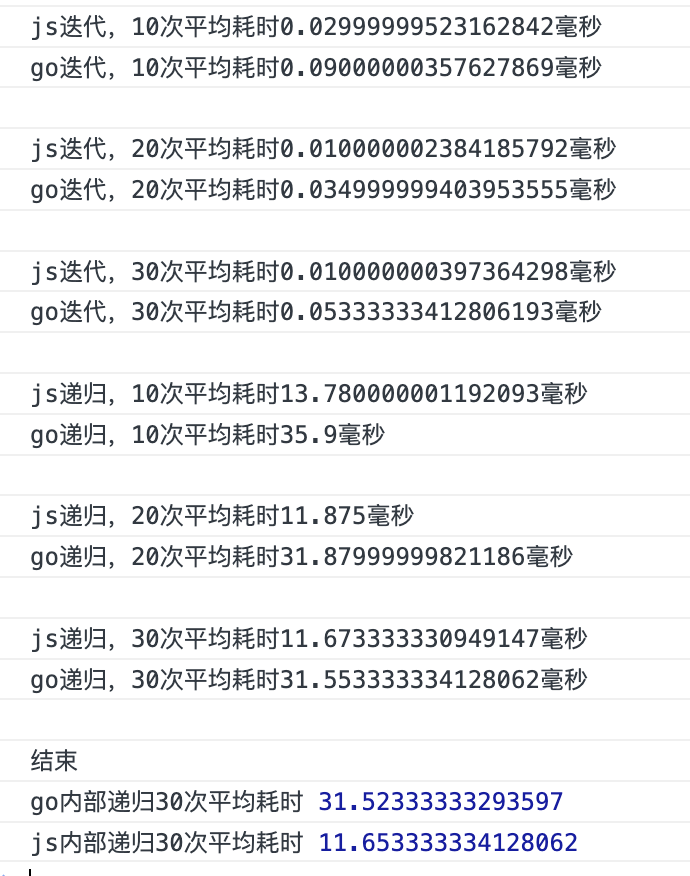 js迭代，10次平均耗时0.02999999523162842毫秒
go迭代，10次平均耗时0.09000000357627869毫秒
js迭代，20次平均耗时0.010000002384185792毫秒
go迭代，20次平均耗时0.034999999403953555毫秒
js迭代，30次平均耗时0.010000000397364298毫秒
go迭代，30次平均耗时0.05333333412806193毫秒
js递归，10次平均耗时13.780000001192093毫秒
go递归，10次平均耗时35.9毫秒
js递归，20次平均耗时11.875毫秒
go递归，20次平均耗时31.87999999821186毫秒
js递归，30次平均耗时11.673333330949147毫秒
go递归，30次平均耗时31.553333334128062毫秒
结束
go内部递归30次平均耗时 31.52333333293597
js内部递归30次平均耗时 11.653333334128062